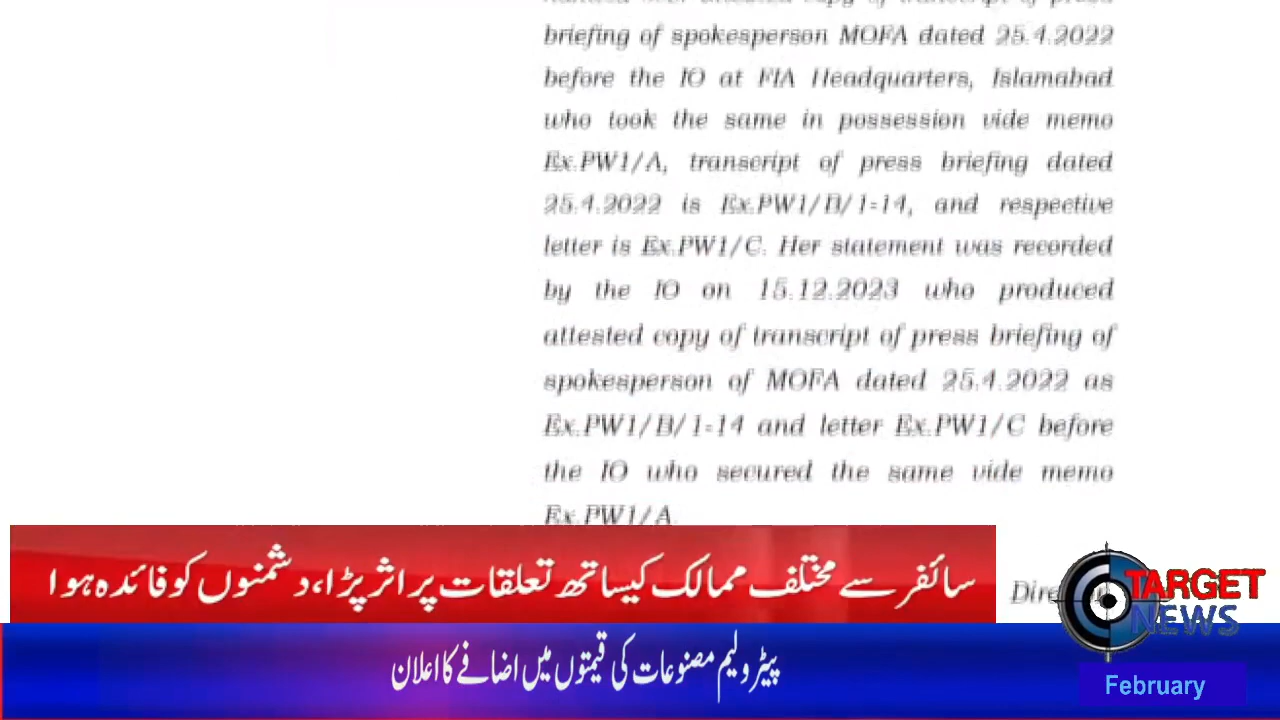 briefing of spokesperson MOFA dated 25.4.2022
before the IO at FIA Headquarters, Islamabad
who took the same in possession vide memo
Ex.PW1/A, transcript of press briefing dated
25.4.2022 is Ex.PW1/B/1-14, and respective
letter is Ex.PW1/C. Her statement was recorded
by the IO on 15.12.2023 who produced
attested copy of transcript of press briefing of
spokesperson of MOFA dated 25.4.2022 as
Ex.PW1/B/1-14 and letter Ex.PW1/C before
the IO who secured the same vide memo
Ex.PW1/A.
سائفر سے مختلف ممالک کیساتھ تعلقات پر اثر پڑا، دشمنوں کو فائدہ ہوا
TARGET
NEWS
پیٹرولیم مصنوعات کی قیمتوں میں اضافے کا اعلان
February